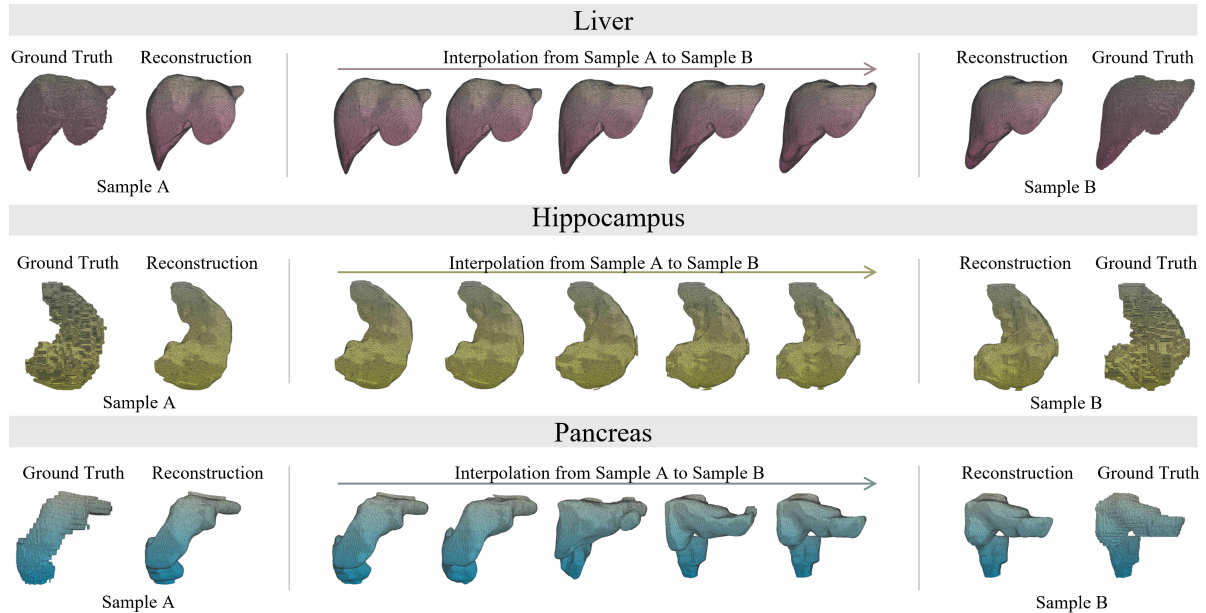 Liver
Ground Truth Reconstruction Interpolation from Sample A to Sample B Reconstruction Ground Truth
Sample A Sample B
Hippocampus
Ground Truth Reconstruction Interpolation from Sample A to Sample B Reconstruction Ground Truth
Sample A Sample B
Pancreas
Ground Truth Reconstruction Interpolation from Sample A to Sample B Reconstruction Ground Truth
Sample A Sample B